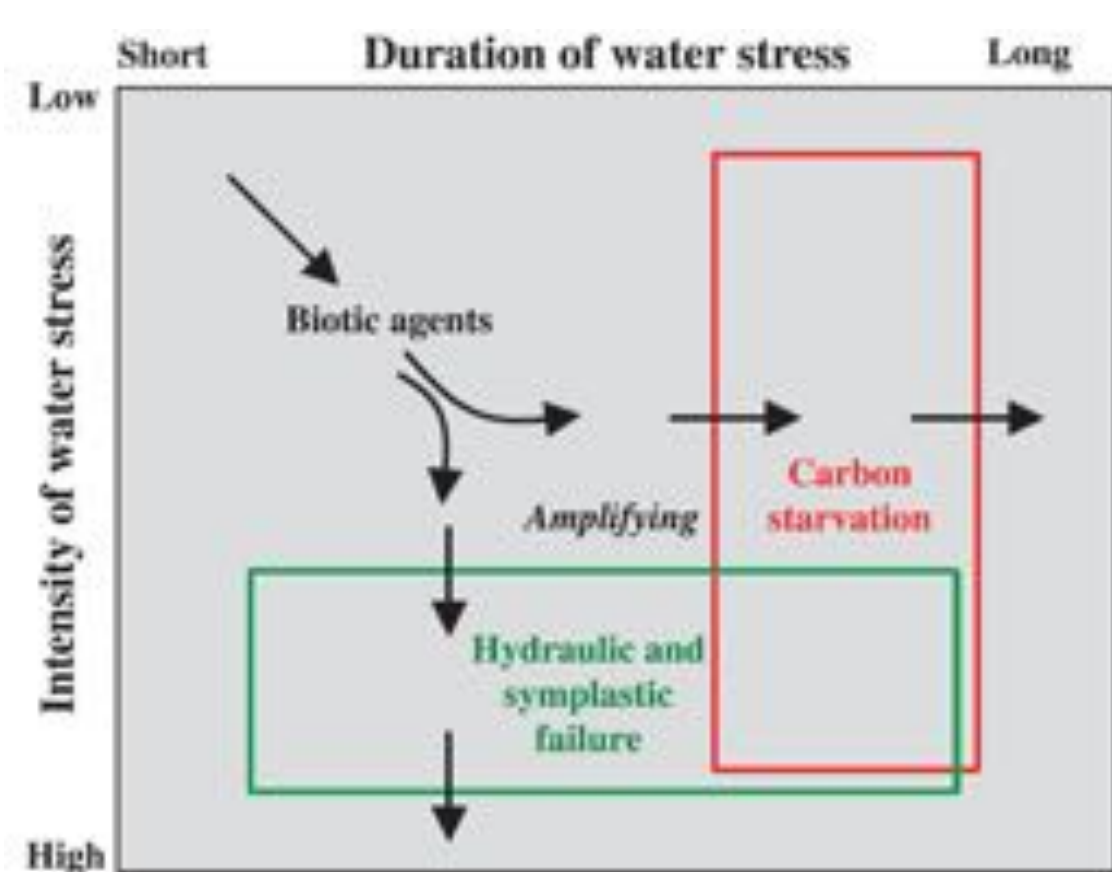 Short Duration of water stress Long
Low
Intensity of water stress
Biotic agents
Carbon
starvation
Amplifying
Hydraulic and
symplastic
failure
High